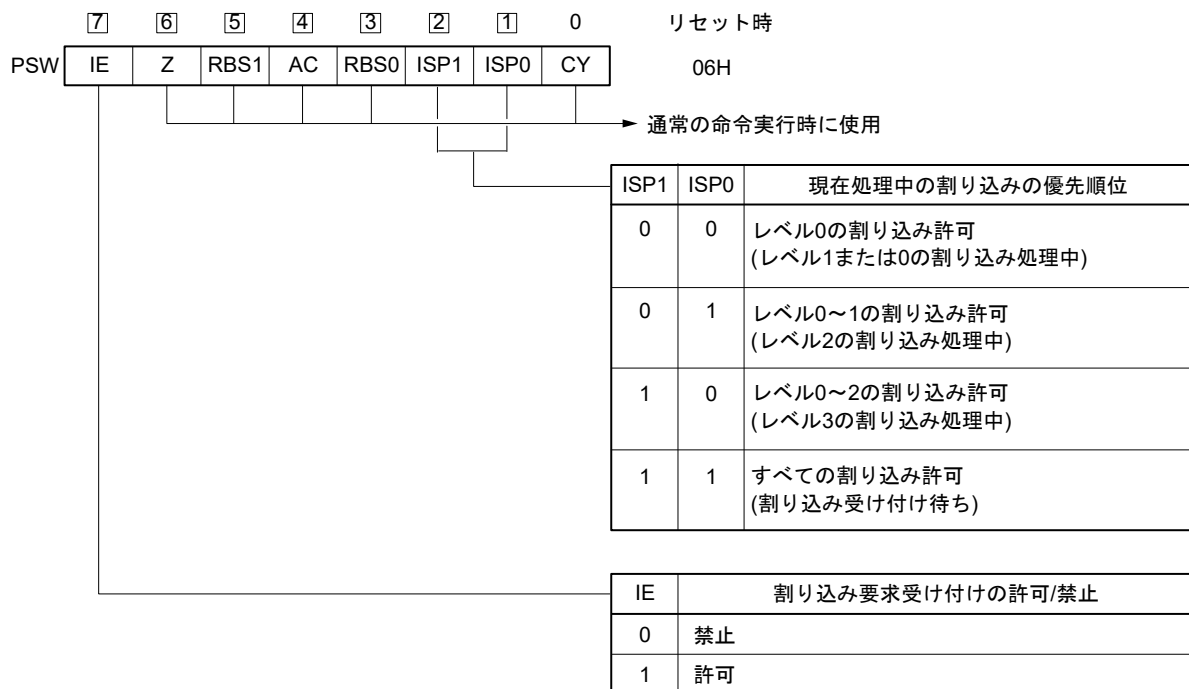 7 6 5 4 3 2 1 0 リセット時
PSW IE Z RBS1 AC RBS0 ISP1 ISP0 CY 06H
通常の命令実行時に使用
ISP1 ISP0 現在処理中の割り込みの優先順位
0 0 レベル0の割り込み許可
(レベル1または0の割り込み処理中)
0 1 レベル0～1の割り込み許可
(レベル2の割り込み処理中)
1 0 レベル0～2の割り込み許可
(レベル3の割り込み処理中)
1 1 すべての割り込み許可
(割り込み受け付け待ち)
IE 割り込み要求受け付けの許可/禁止
0 禁止
1 許可